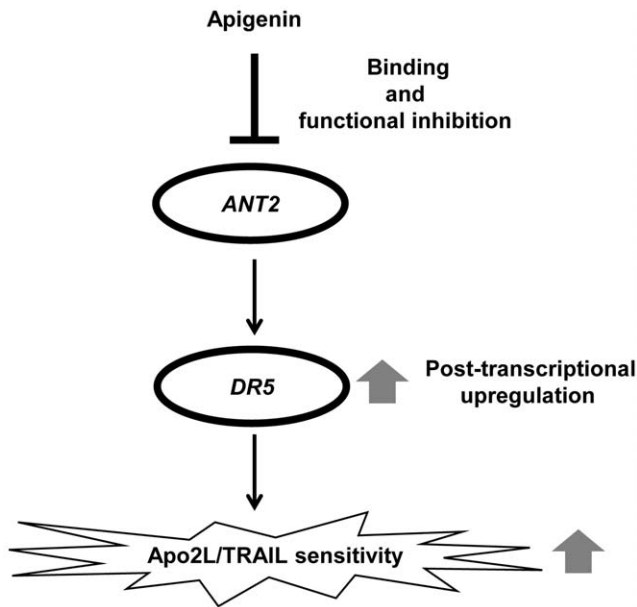 Apigenin
Binding
and
functional inhibition
ANT2
DR5
Post-transcriptional
upregulation
Apo2L/TRAIL sensitivity